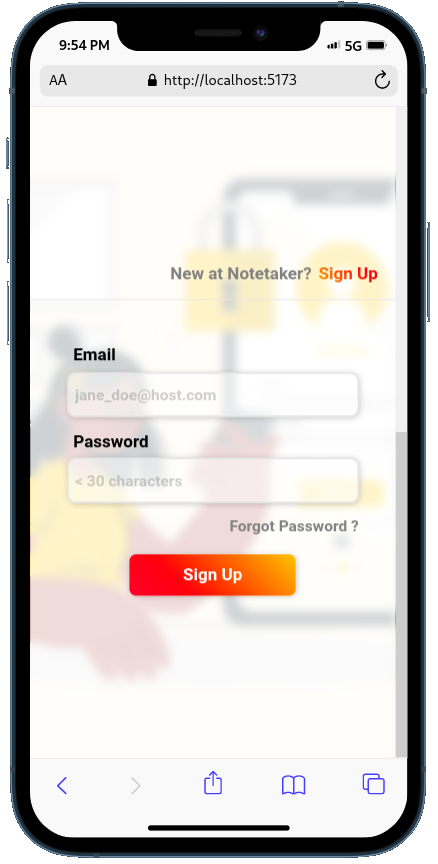 9:54 PM
5G
AA
http://localhost:5173
New at Notetaker? Sign Up
Email
jane_doe@host.com
Password
< 30 characters
Forgot Password ?
Sign Up